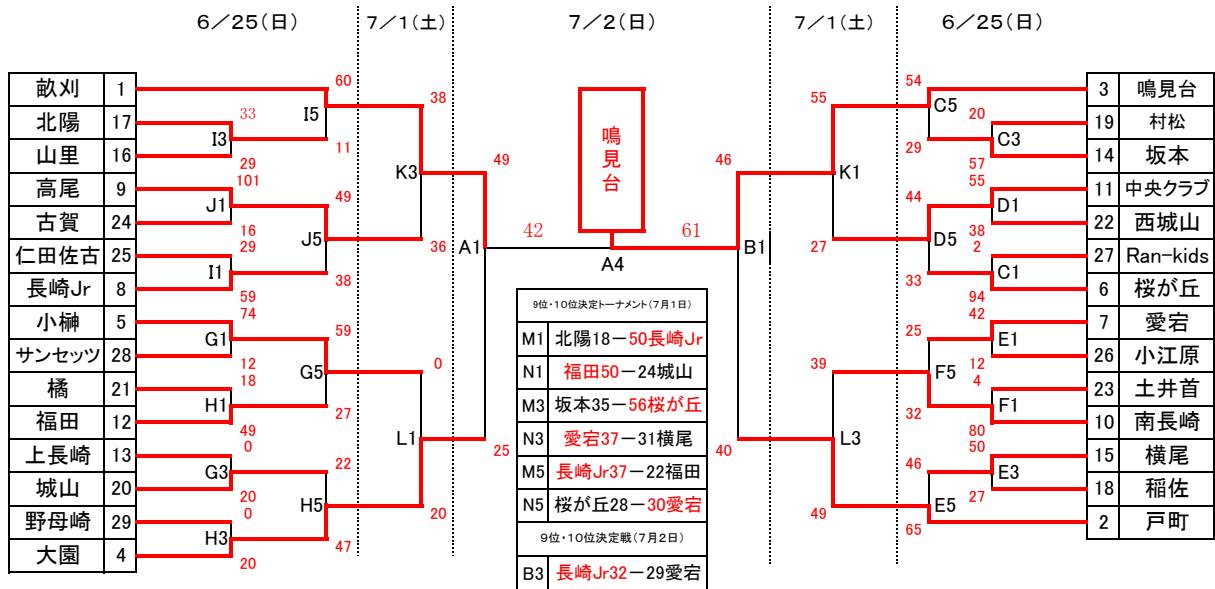 6／25(日) 7／1(土) 7／2(日) 7／1(土) 6／25(日)
畝刈 1
北陽 17
山里 16
高尾 9
古賀 24
仁田佐古 25
長崎Jr 8
小榊 5
サンセッツ 28
橘 21
福田 12
上長崎 13
城山 20
野母崎 29
大園 4
60
33
I3
29
I5
11
101
J1
16
49
29
I1
59
J5
38
38
K3
36
74
G1
12
59
18
H1
49
G5
27
0
G3
20
22
0
H3
20
H5
47
0
L1
20
49
A1
25
42
鳴見台
61
A4
46
B1
40
55
K1
27
39
L3
49
54
C5
29
20
C3
57
44
D5
33
55
D1
38
2
C1
94
25
F5
32
42
E1
12
4
F1
80
46
E5
65
50
E3
27
3 鳴見台
19 村松
14 坂本
11 中央クラブ
22 西城山
27 Ran-kids
6 桜が丘
7 愛宕
26 小江原
23 土井首
10 南長崎
15 横尾
18 稲佐
2 戸町
9位・10位決定トーナメント(7月1日)
M1 北陽18－50長崎Jr
N1 福田50－24城山
M3 坂本35－56桜が丘
N3 愛宕37－31横尾
M5 長崎Jr37－22福田
N5 桜が丘28－30愛宕
9位・10位決定戦(7月2日)
B3 長崎Jr32－29愛宕